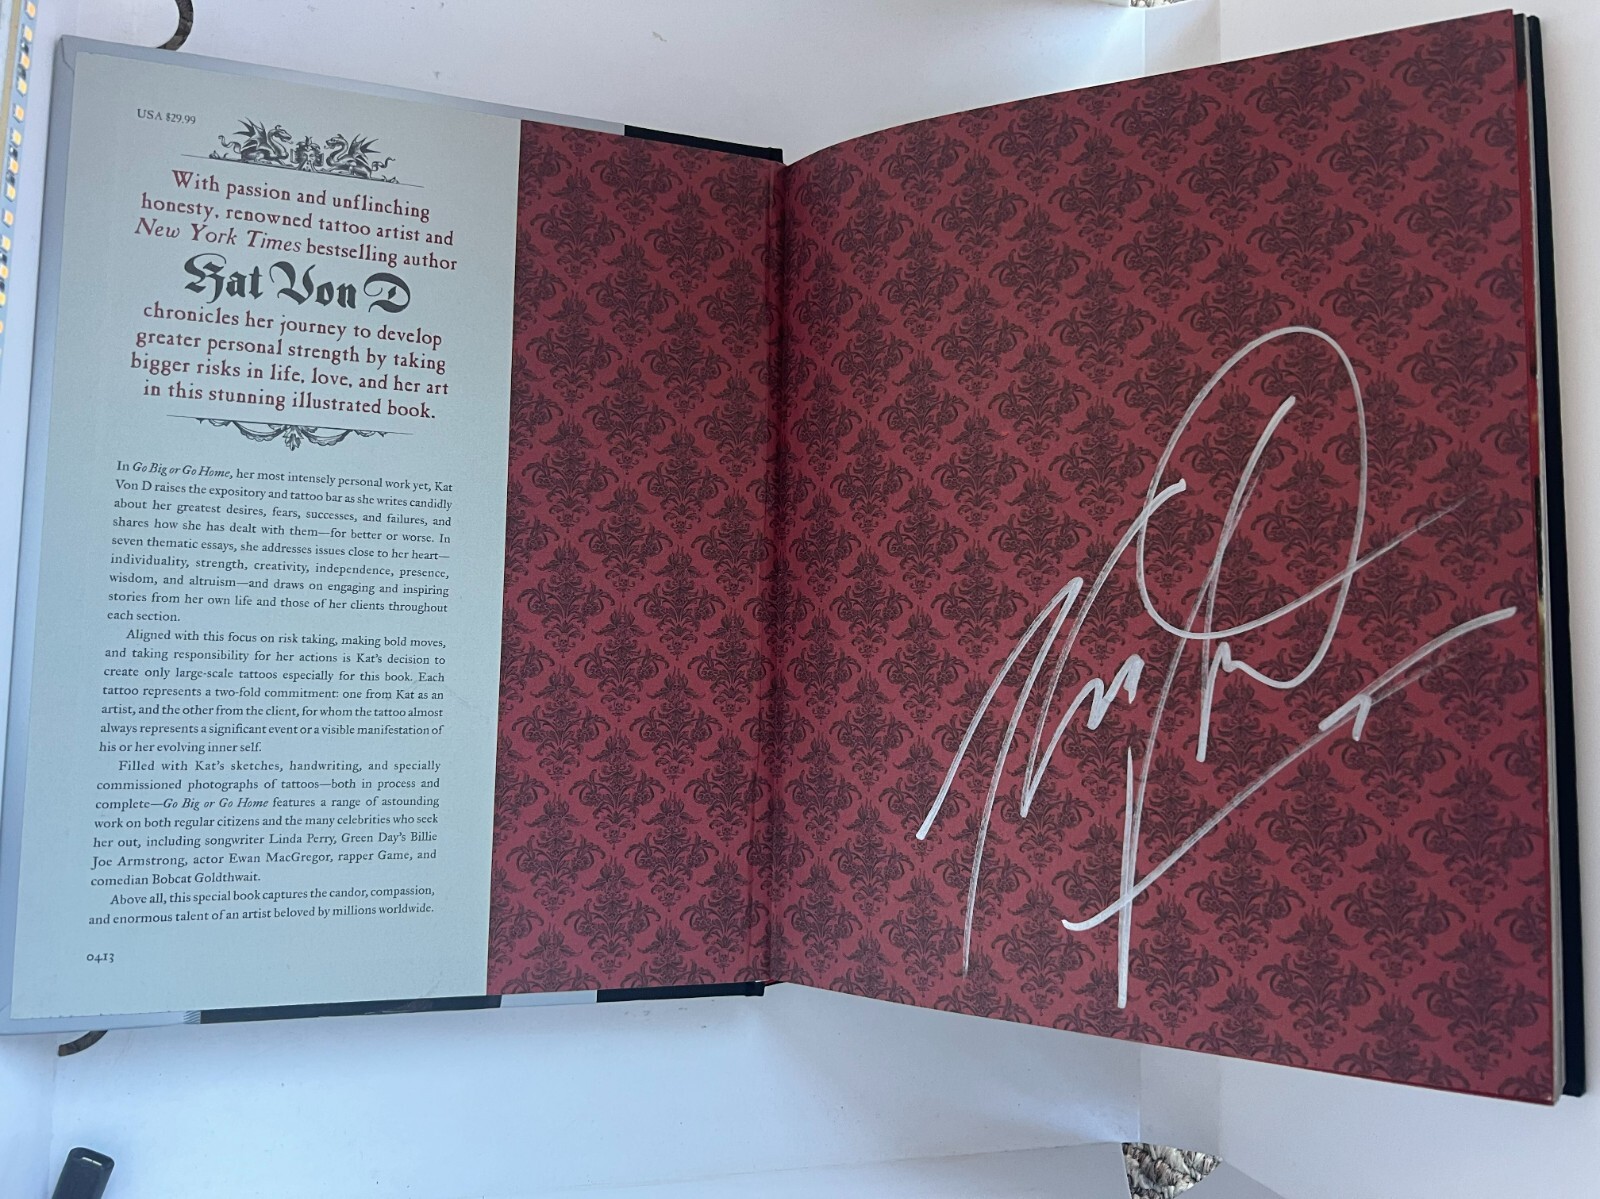 USA $29.99
With passion and unflinching
honesty, renowned tattoo artist and
New York Times bestselling author
Kat Von D
chronicles her journey to develop
greater personal strength by taking
bigger risks in life, love, and her art
in this stunning illustrated book.
In Go Big or Go Home, her most intensely personal work yet, Kat
Von D raises the expository and tattoo bar as she writes candidly
about her greatest desires, fears, successes, and failures, and
shares how she has dealt with them—for better or worse. In
seven thematic essays, she addresses issues close to her heart—
individuality, strength, creativity, independence, presence,
wisdom, and altruism—and draws on engaging and inspiring
stories from her own life and those of her clients throughout
each section.
Aligned with this focus on risk taking, making bold moves,
and taking responsibility for her actions is Kat's decision to
create only large-scale tattoos especially for this book. Each
tattoo represents a two-fold commitment: one from Kat as an
artist, and the other from the client, for whom the tattoo almost
always represents a significant event or a visible manifestation of
his or her evolving inner self.
Filled with Kat's sketches, handwriting, and specially
commissioned photographs of tattoos—both in process and
complete—Go Big or Go Home features a range of astounding
work on both regular citizens and the many celebrities who seek
her out, including songwriter Linda Perry, Green Day's Billie
Joe Armstrong, actor Ewan MacGregor, rapper Game, and
comedian Bobcat Goldthwait.
Above all, this special book captures the candor, compassion,
and enormous talent of an artist beloved by millions worldwide.
0413